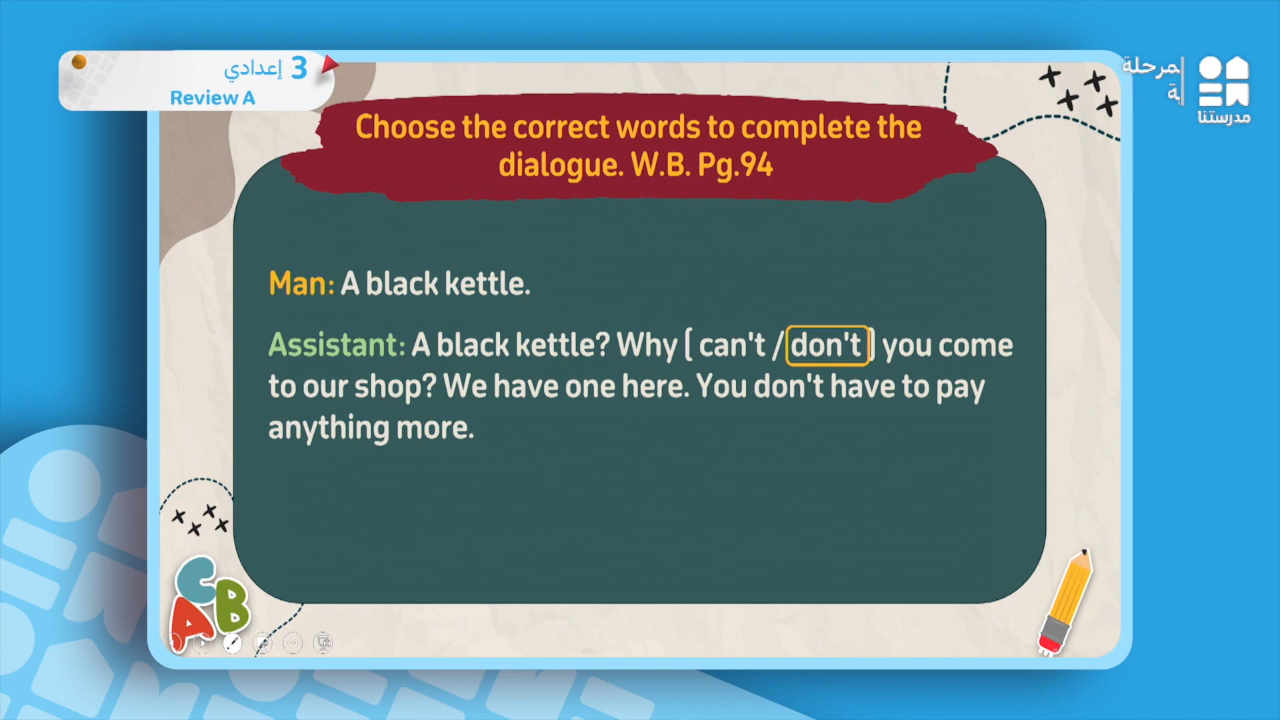 3 إعدادي
Review A
مدرستنا
Choose the correct words to complete the
dialogue. W.B. Pg.94
Man: A black kettle.
Assistant: A black kettle? Why [ can't / don't ] you come
to our shop? We have one here. You don't have to pay
anything more.
A B C